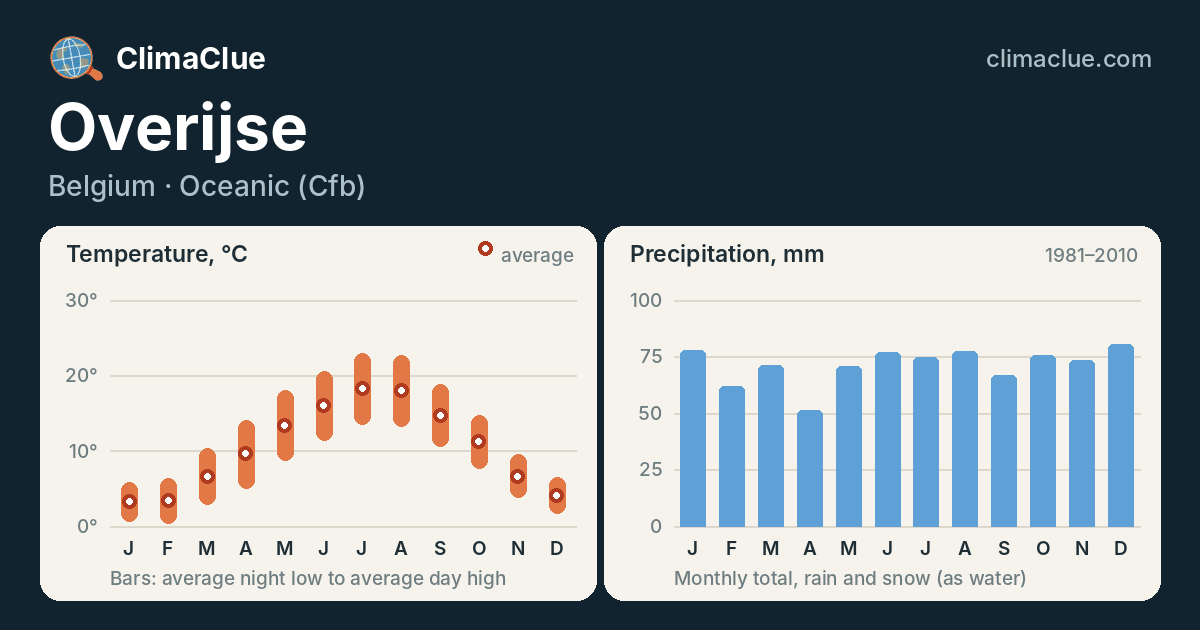 ClimaClue
climaclue.com
Overijse
Belgium · Oceanic (Cfb)
Temperature, °C
average
30°
20°
10°
0°
J F M A M J J A S O N D
Bars: average night low to average day high
Precipitation, mm
1981–2010
100
75
50
25
0
J F M A M J J A S O N D
Monthly total, rain and snow (as water)